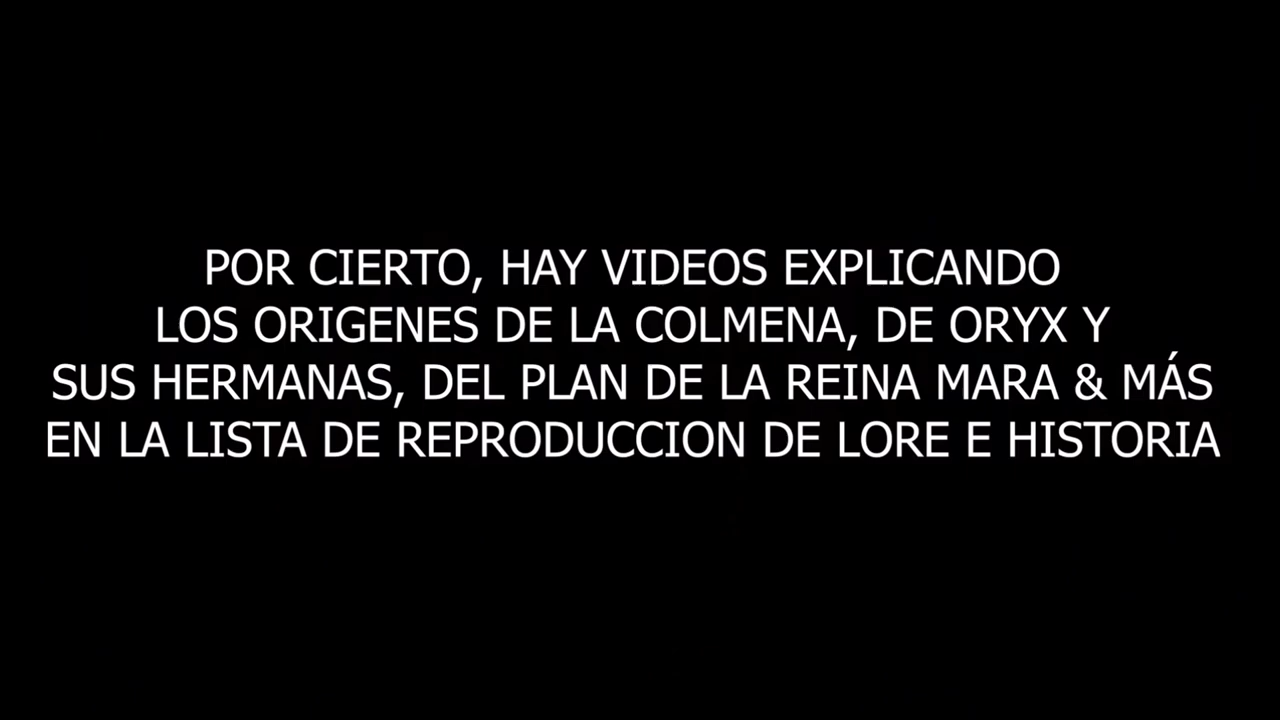 POR CIERTO, HAY VIDEOS EXPLICANDO
LOS ORIGENES DE LA COLMENA, DE ORYX Y
SUS HERMANAS, DEL PLAN DE LA REINA MARA & MÁS
EN LA LISTA DE REPRODUCCION DE LORE E HISTORIA